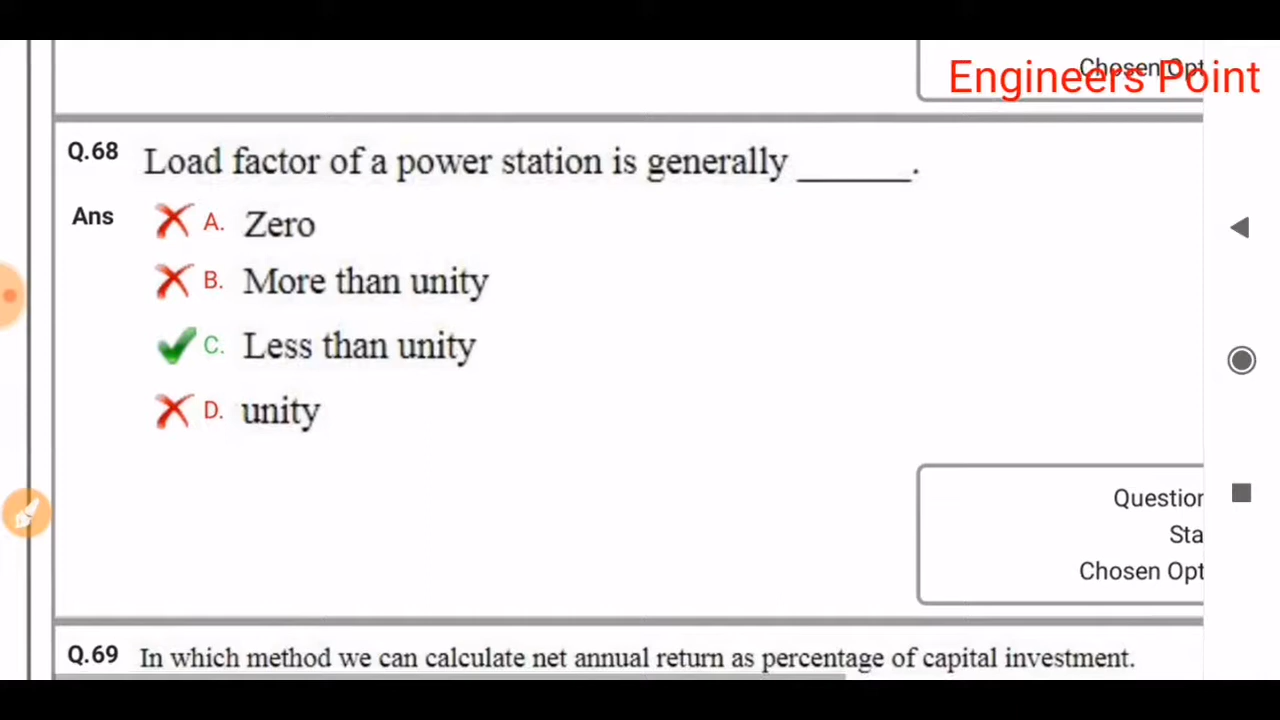 Chosen Opt
Engineers Point
Q.68 Load factor of a power station is generally ______.
Ans A. Zero
B. More than unity
C. Less than unity
D. unity
Question
Sta
Chosen Opt
Q.69 In which method we can calculate net annual return as percentage of capital investment.